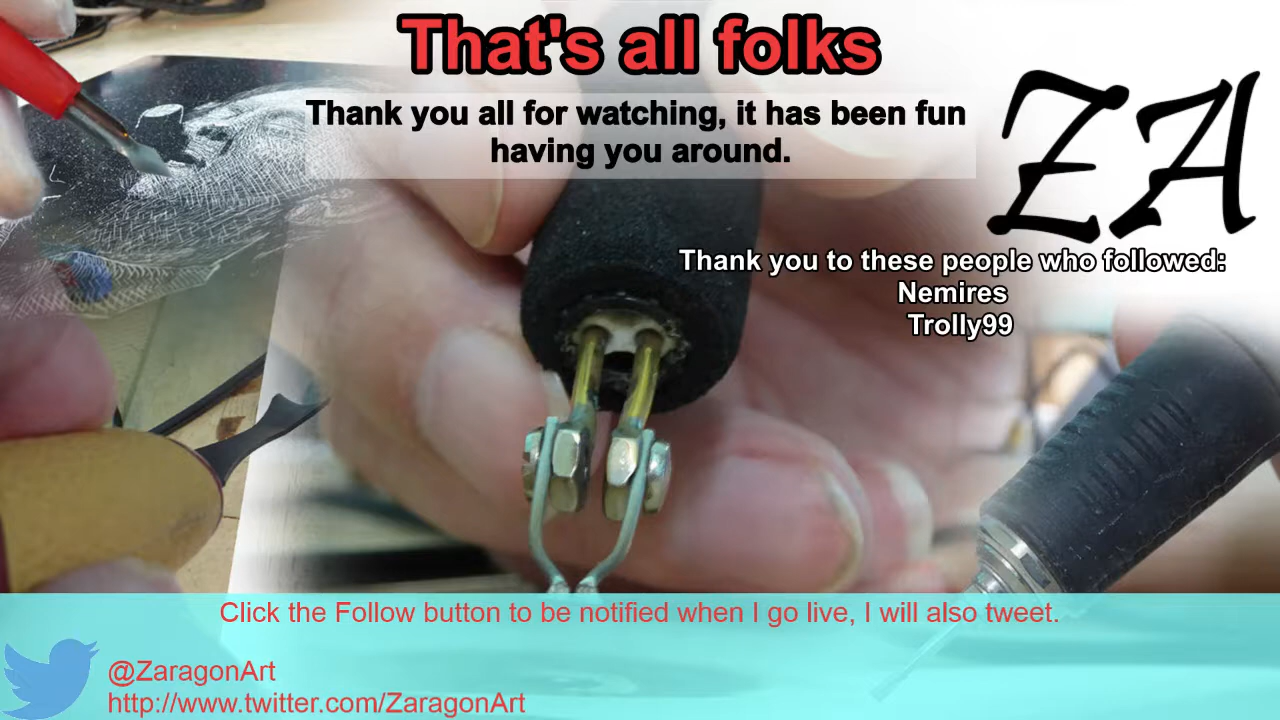 That's all folks
Thank you all for watching, it has been fun
having you around.
ZA
Thank you to these people who followed:
Nemires
Trolly99
Click the Follow button to be notified when I go live, I will also tweet.
@ZaragonArt
http://www.twitter.com/ZaragonArt